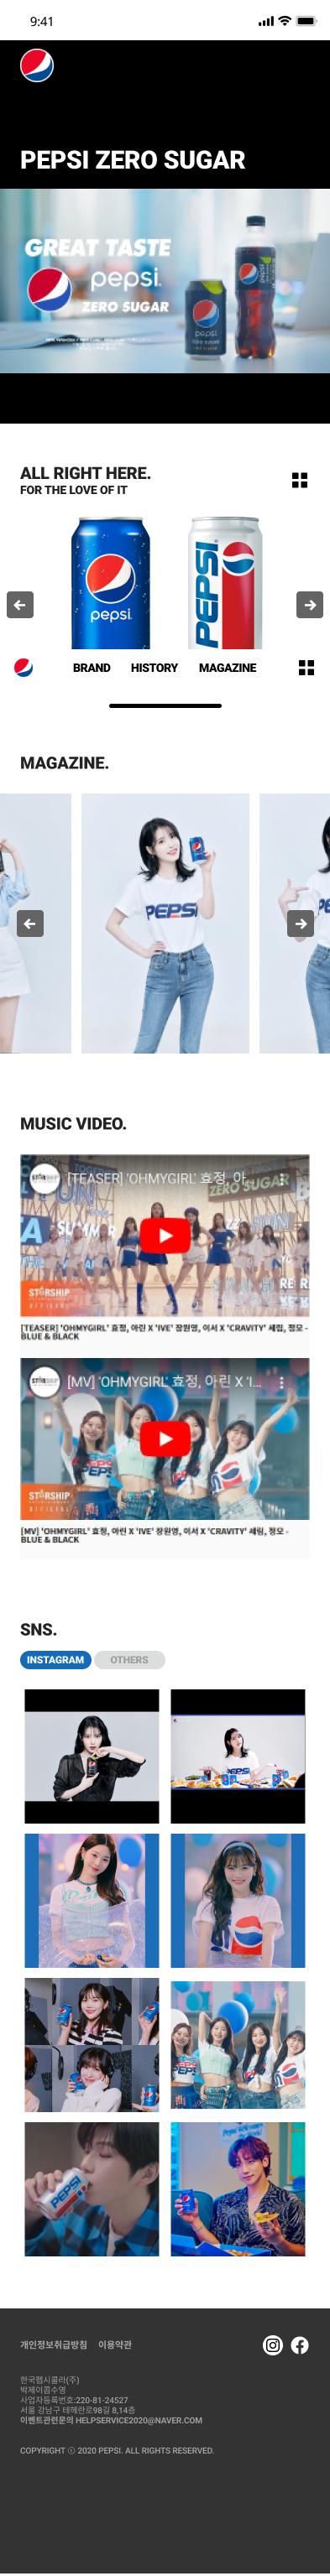 9:41
PEPSI ZERO SUGAR
GREAT TASTE
pepsi
ZERO SUGAR
ALL RIGHT HERE.
FOR THE LOVE OF IT
pepsi
PEPSI
BRAND HISTORY MAGAZINE
MAGAZINE.
PEPSI
MUSIC VIDEO.
[TEASER] 'OHMYGIRL' 효정, 아...
ZERO SUGAR
STARSHIP
OFFICIAL
[TEASER] 'OHMYGIRL' 효정, 아린 X 'IVE' 장원영, 이서 X 'CRAVITY' 세림, 정모 -
BLUE & BLACK
[MV] 'OHMYGIRL' 효정, 아린 X 'I...
STARSHIP
OFFICIAL
[MV] 'OHMYGIRL' 효정, 아린 X 'IVE' 장원영, 이서 X 'CRAVITY' 세림, 정모 -
BLUE & BLACK
SNS.
INSTAGRAM OTHERS
PEPSI
PEPSI
개인정보취급방침 이용약관
한국펩시콜라(주)
박제이콥수영
사업자등록번호:220-81-24527
서울 강남구 테헤란로98길 8,14층
이벤트관련문의 HELPSERVICE2020@NAVER.COM
COPYRIGHT ⓒ 2020 PEPSI. ALL RIGHTS RESERVED.